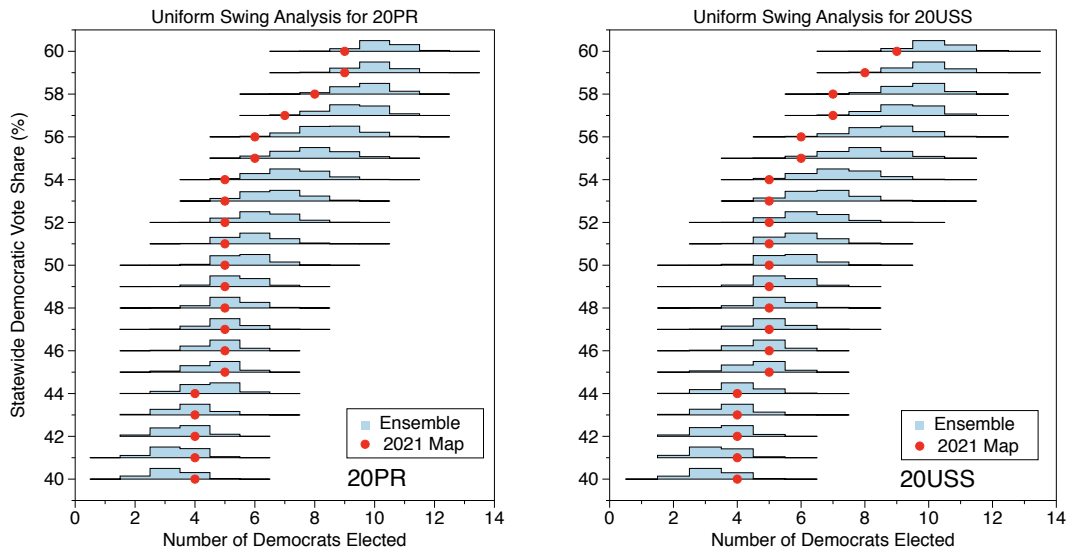 Uniform Swing Analysis for 20PR
Statewide Democratic Vote Share (%)
60
58
56
54
52
50
48
46
44
42
40
Ensemble
2021 Map
20PR
0 2 4 6 8 10 12 14
Number of Democrats Elected
Uniform Swing Analysis for 20USS
60
58
56
54
52
50
48
46
44
42
40
Ensemble
2021 Map
20USS
0 2 4 6 8 10 12 14
Number of Democrats Elected